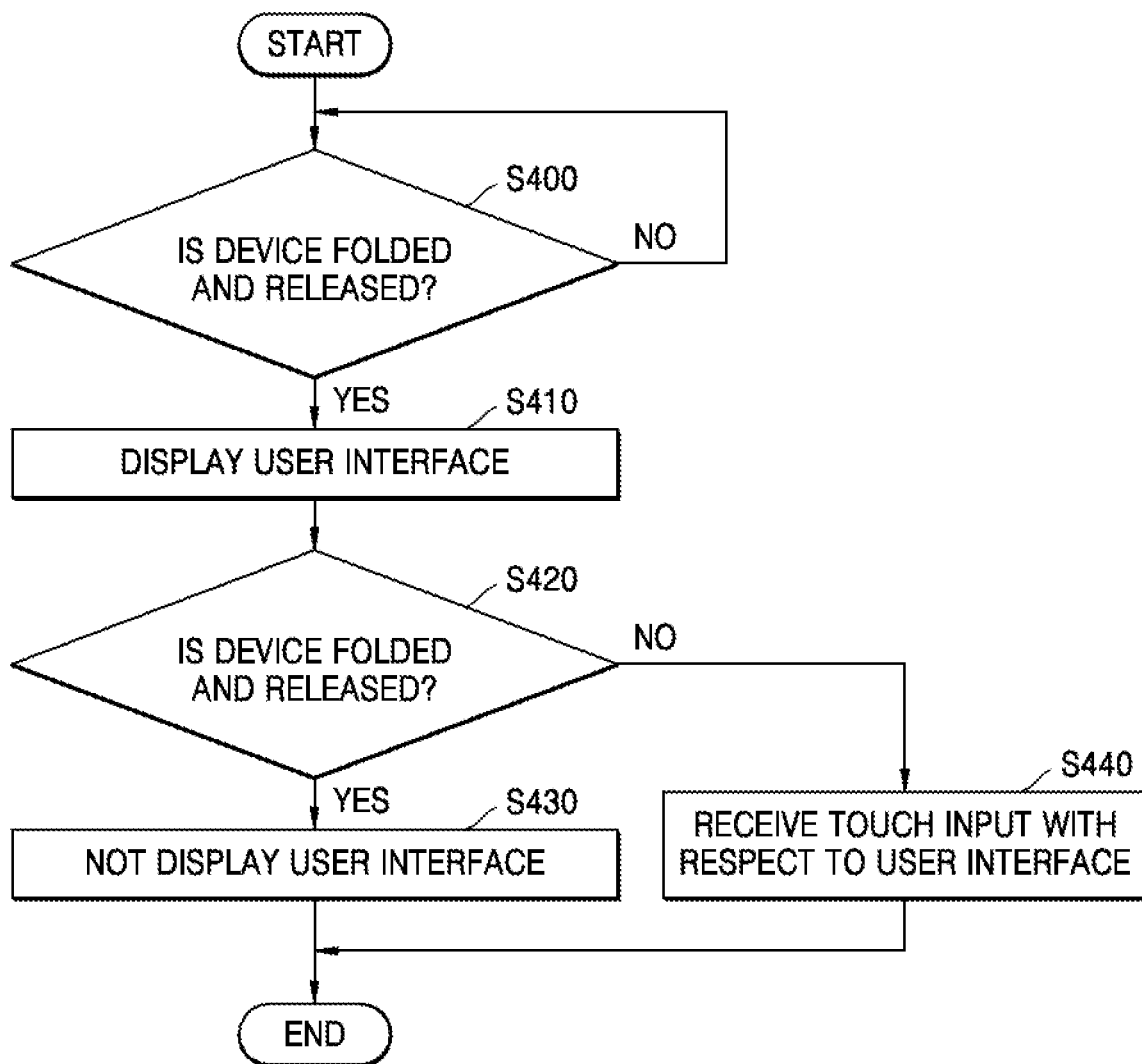 START
S400
IS DEVICE FOLDED
AND RELEASED?
NO
YES
S410
DISPLAY USER INTERFACE
S420
IS DEVICE FOLDED
AND RELEASED?
NO
YES
S430
NOT DISPLAY USER INTERFACE
S440
RECEIVE TOUCH INPUT WITH
RESPECT TO USER INTERFACE
END